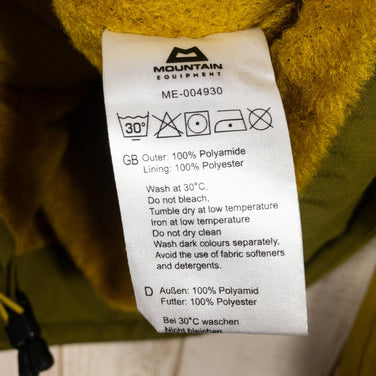 MOUNTAIN
EQUIPMENT
ME-004930
30°
GB Outer: 100% Polyamide
Lining: 100% Polyester
Wash at 30°C.
Do not bleach.
Tumble dry at low temperature
Iron at low temperature
Do not dry clean
Wash dark colours separately,
Avoid the use of fabric softeners
and detergents.
D Außen: 100% Polyamid
Futter: 100% Polyester
Bei 30°C waschen
Nicht bleichen